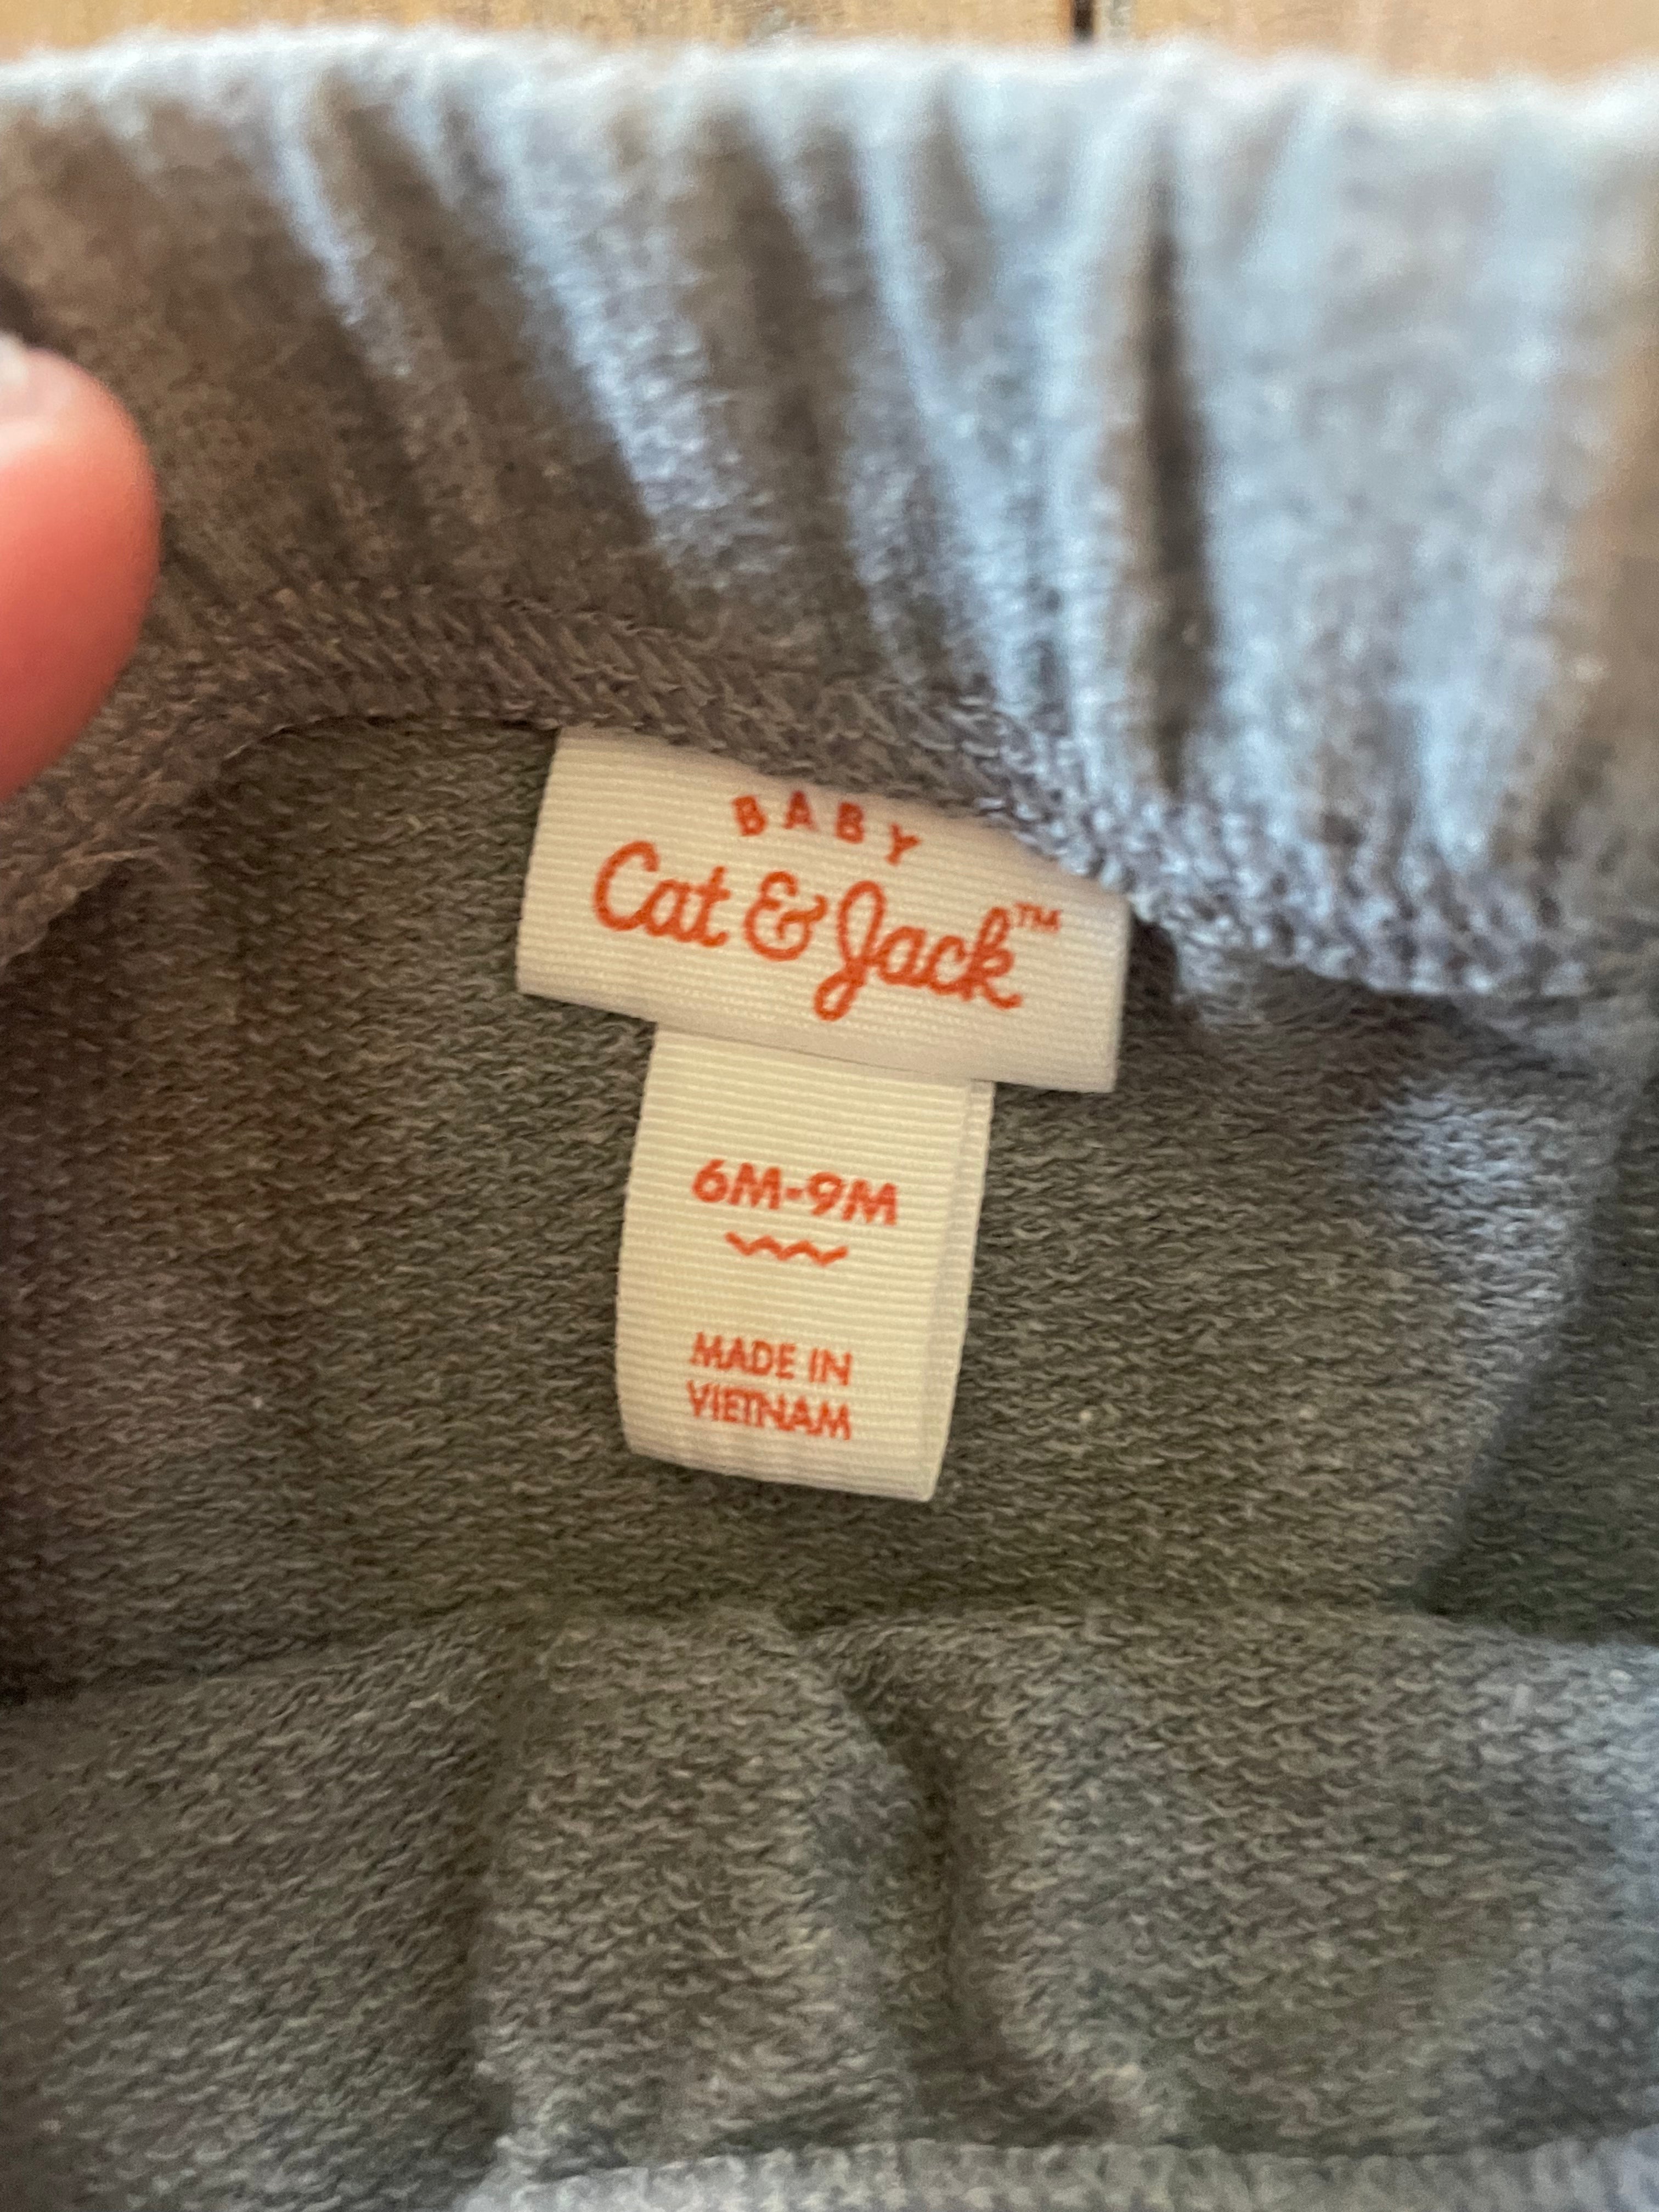 BABY
Cat & Jack™
6M-9M
MADE IN
VIETNAM